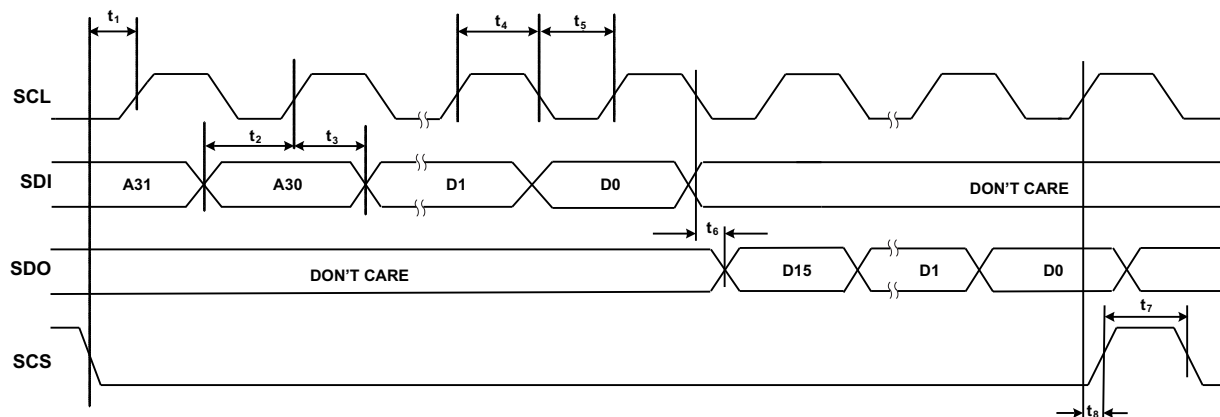 t1 t4 t5
SCL
t2 t3
SDI A31 A30 D1 D0 DON'T CARE
t6
SDO DON'T CARE D15 D1 D0
t7
SCS
t8